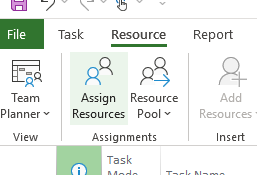 File Task Resource Report
Team Planner
Assign Resources
Resource Pool
Add Resources
View Assignments Insert
Task Mode
Task Name